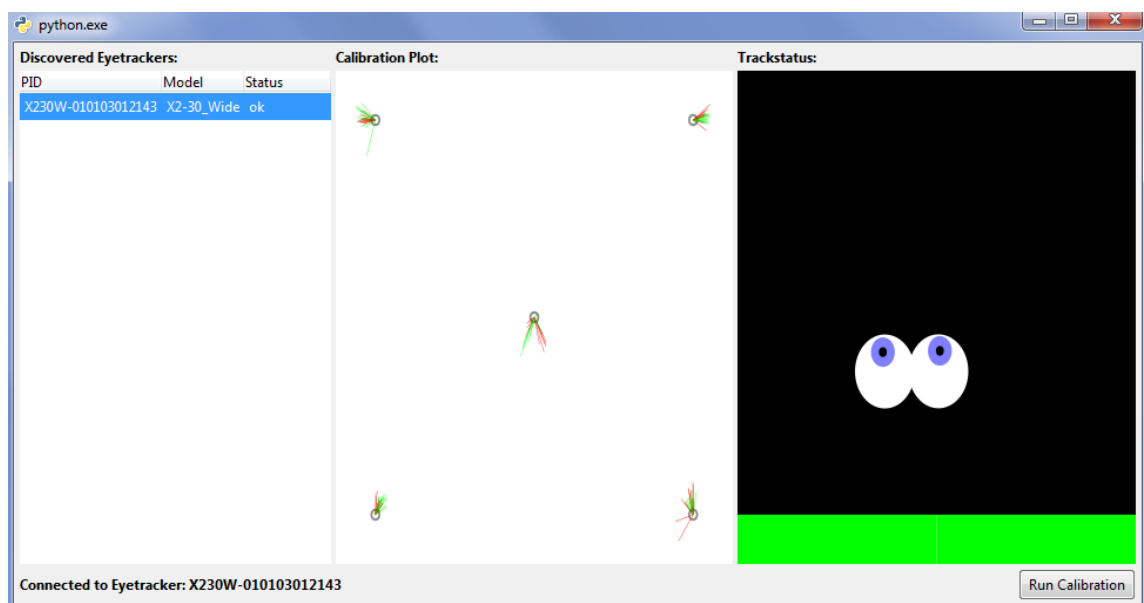 python.exe
Discovered Eyetrackers: Calibration Plot: Trackstatus:
PID Model Status
X230W-010103012143 X2-30_Wide ok
Connected to Eyetracker: X230W-010103012143 Run Calibration